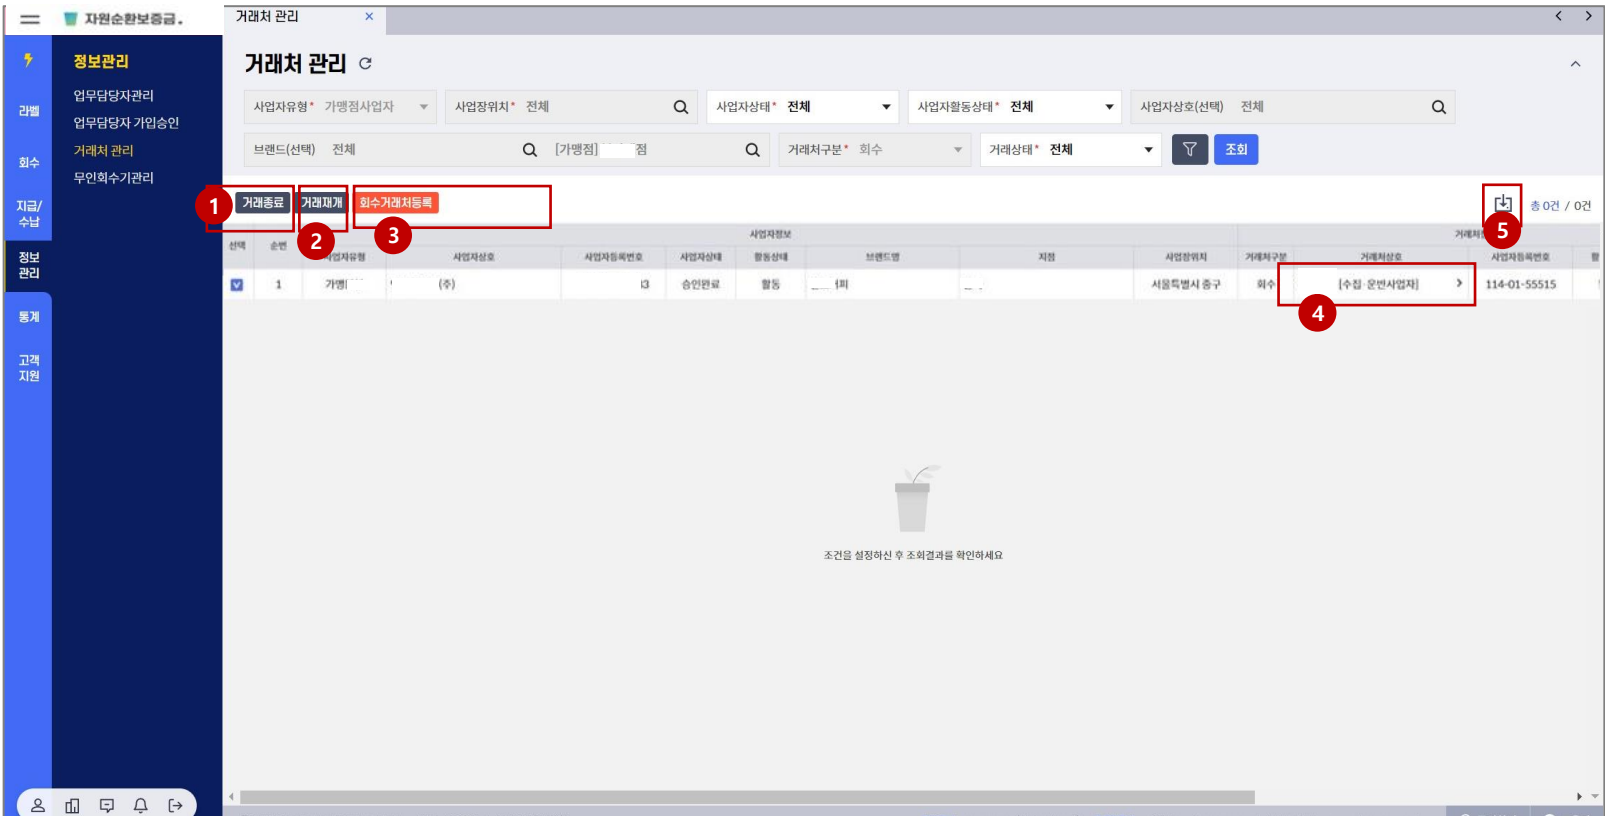 자원순환보증금.
거래처 관리 ×
라벨
회수
지급/
수납
정보
관리
통계
고객
지원
정보관리
업무담당자관리
업무담당자 가입승인
거래처 관리
무인회수기관리
거래처 관리
사업자유형* 가맹점사업자 사업장위치* 전체 사업자상태* 전체 사업자활동상태* 전체 사업자상호(선택) 전체
브랜드(선택) 전체 [가맹점] 점 거래처구분* 회수 거래상태* 전체 조회
1 거래종료 거래재개 회수거래처등록 총 0건 / 0건
2 3 5
사업자정보
선택 순번 사업자유형 사업자상호 사업자등록번호 사업자상태 활동상태 브랜드명 지점 사업장위치 거래처구분 거래처상호 사업자등록번호
1 가맹 (주) 승인완료 활동 서울특별시 중구 회수 [수집·운반사업자] 114-01-55515
4
조건을 설정하신 후 조회결과를 확인하세요